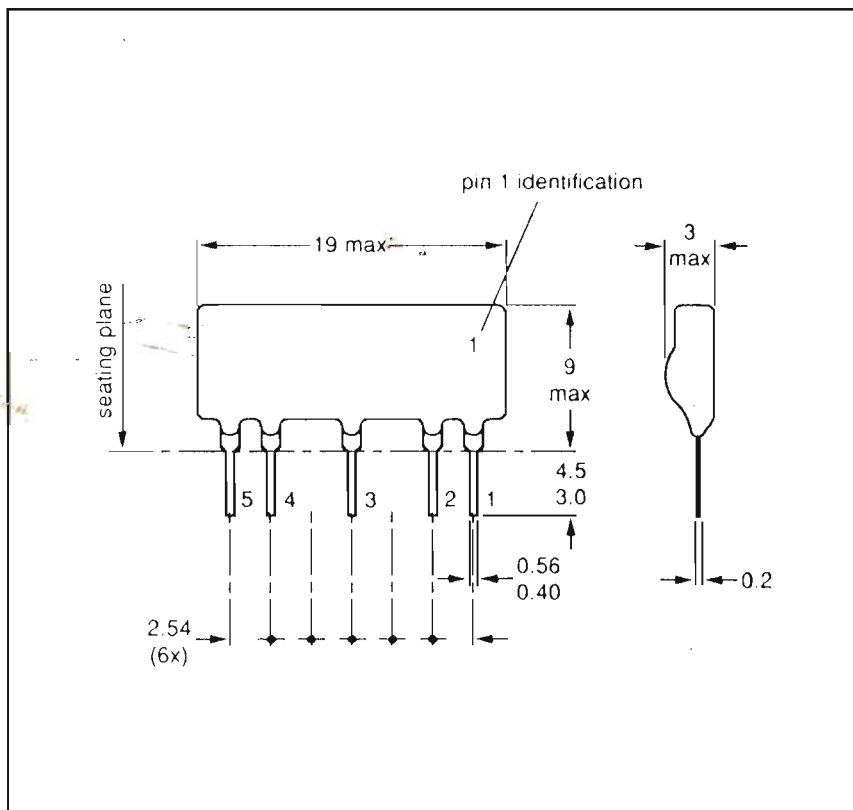 pin 1 identification
19 max
3
max
seating plane
1
9
max
4.5
3.0
5 4 3 2 1
0.56
0.40
0.2
2.54
(6x)